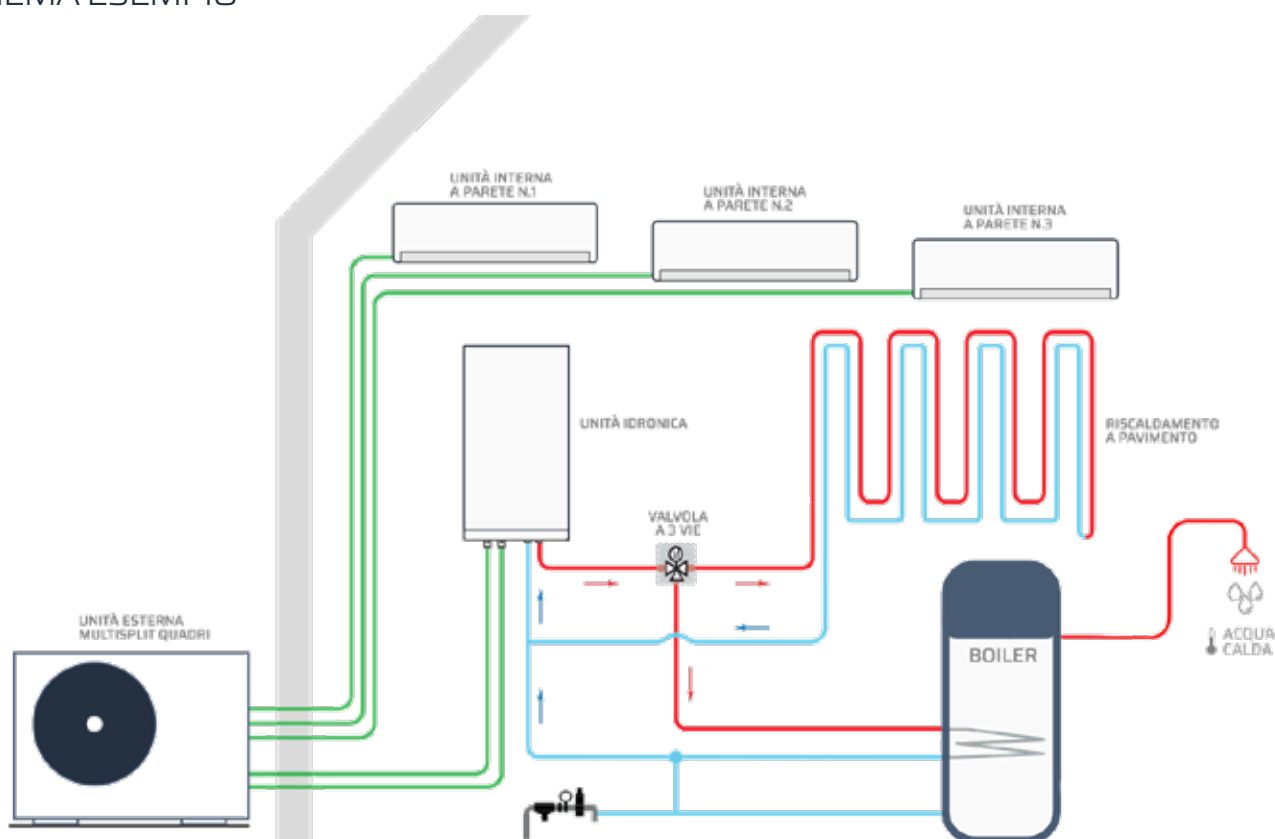 UNITÀ INTERNA
A PARETE N.1
UNITÀ INTERNA
A PARETE N.2
UNITÀ INTERNA
A PARETE N.3
UNITÀ IDRONICA
RISCALDAMENTO
A PAVIMENTO
VALVOLA
A 3 VIE
UNITÀ ESTERNA
MULTISPLIT QUADRI
BOILER
ACQUA
CALDA